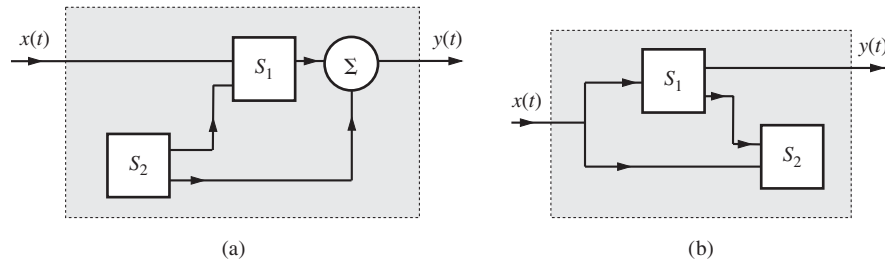 x(t)
S1
Σ
y(t)
S2
(a)
x(t)
S1
y(t)
S2
(b)